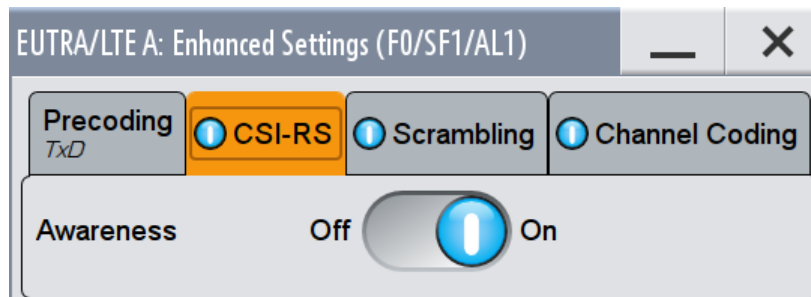 EUTRA/LTE A: Enhanced Settings (F0/SF1/AL1)
Precoding CSI-RS Scrambling Channel Coding
TxD
Awareness Off On